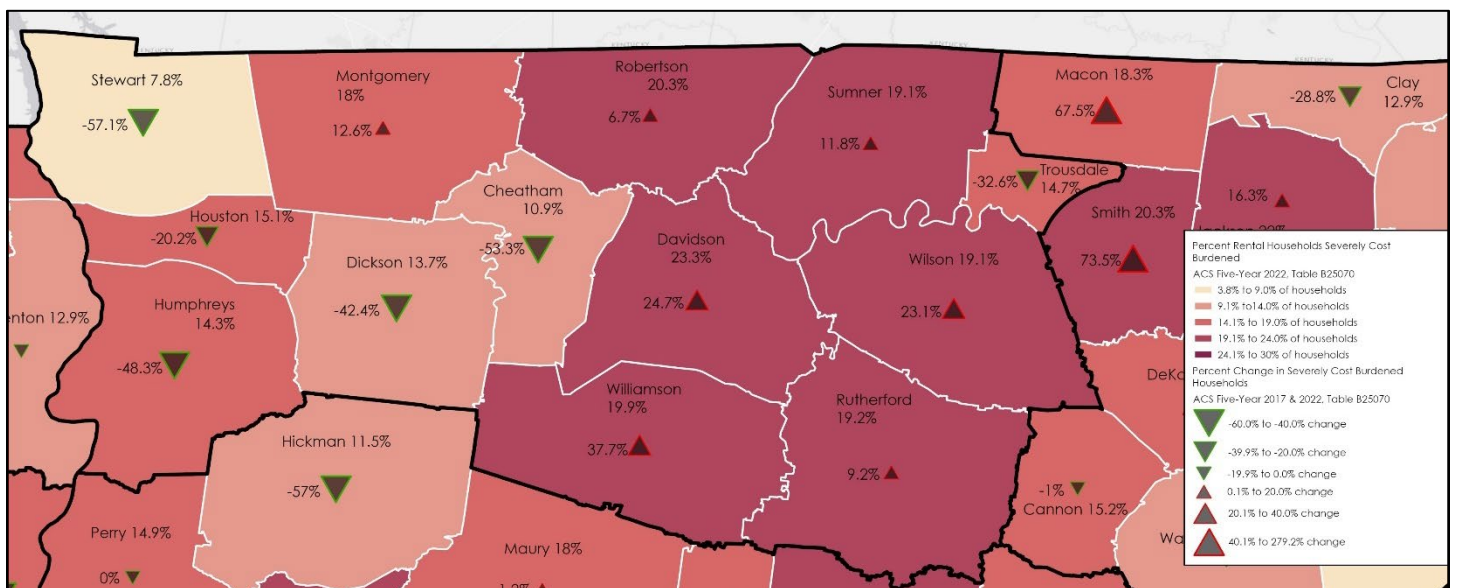 KENTUCKY
KENTUCKY
KENTUCKY
Stewart 7.8%
-57.1%
Montgomery
18%
12.6%
Robertson
20.3%
6.7%
Sumner 19.1%
11.8%
Macon 18.3%
67.5%
Clay
12.9%
-28.8%
Trousdale
14.7%
-32.6%
Houston 15.1%
-20.2%
Cheatham
10.9%
-53.3%
Dickson 13.7%
-42.4%
Davidson
23.3%
24.7%
Wilson 19.1%
23.1%
Smith 20.3%
73.5%
16.3%
Humphreys
14.3%
-48.3%
enton 12.9%
Hickman 11.5%
-57%
Williamson
19.9%
37.7%
Rutherford
19.2%
9.2%
DeKa
-1%
Cannon 15.2%
Wa
Perry 14.9%
0%
Maury 18%
Percent Rental Households Severely Cost
Burdened
ACS Five-Year 2022, Table B25070
3.8% to 9.0% of households
9.1% to14.0% of households
14.1% to 19.0% of households
19.1% to 24.0% of households
24.1% to 30% of households
Percent Change in Severely Cost Burdened
Households
ACS Five-Year 2017 & 2022, Table B25070
-60.0% to -40.0% change
-39.9% to -20.0% change
-19.9% to 0.0% change
0.1% to 20.0% change
20.1% to 40.0% change
40.1% to 279.2% change